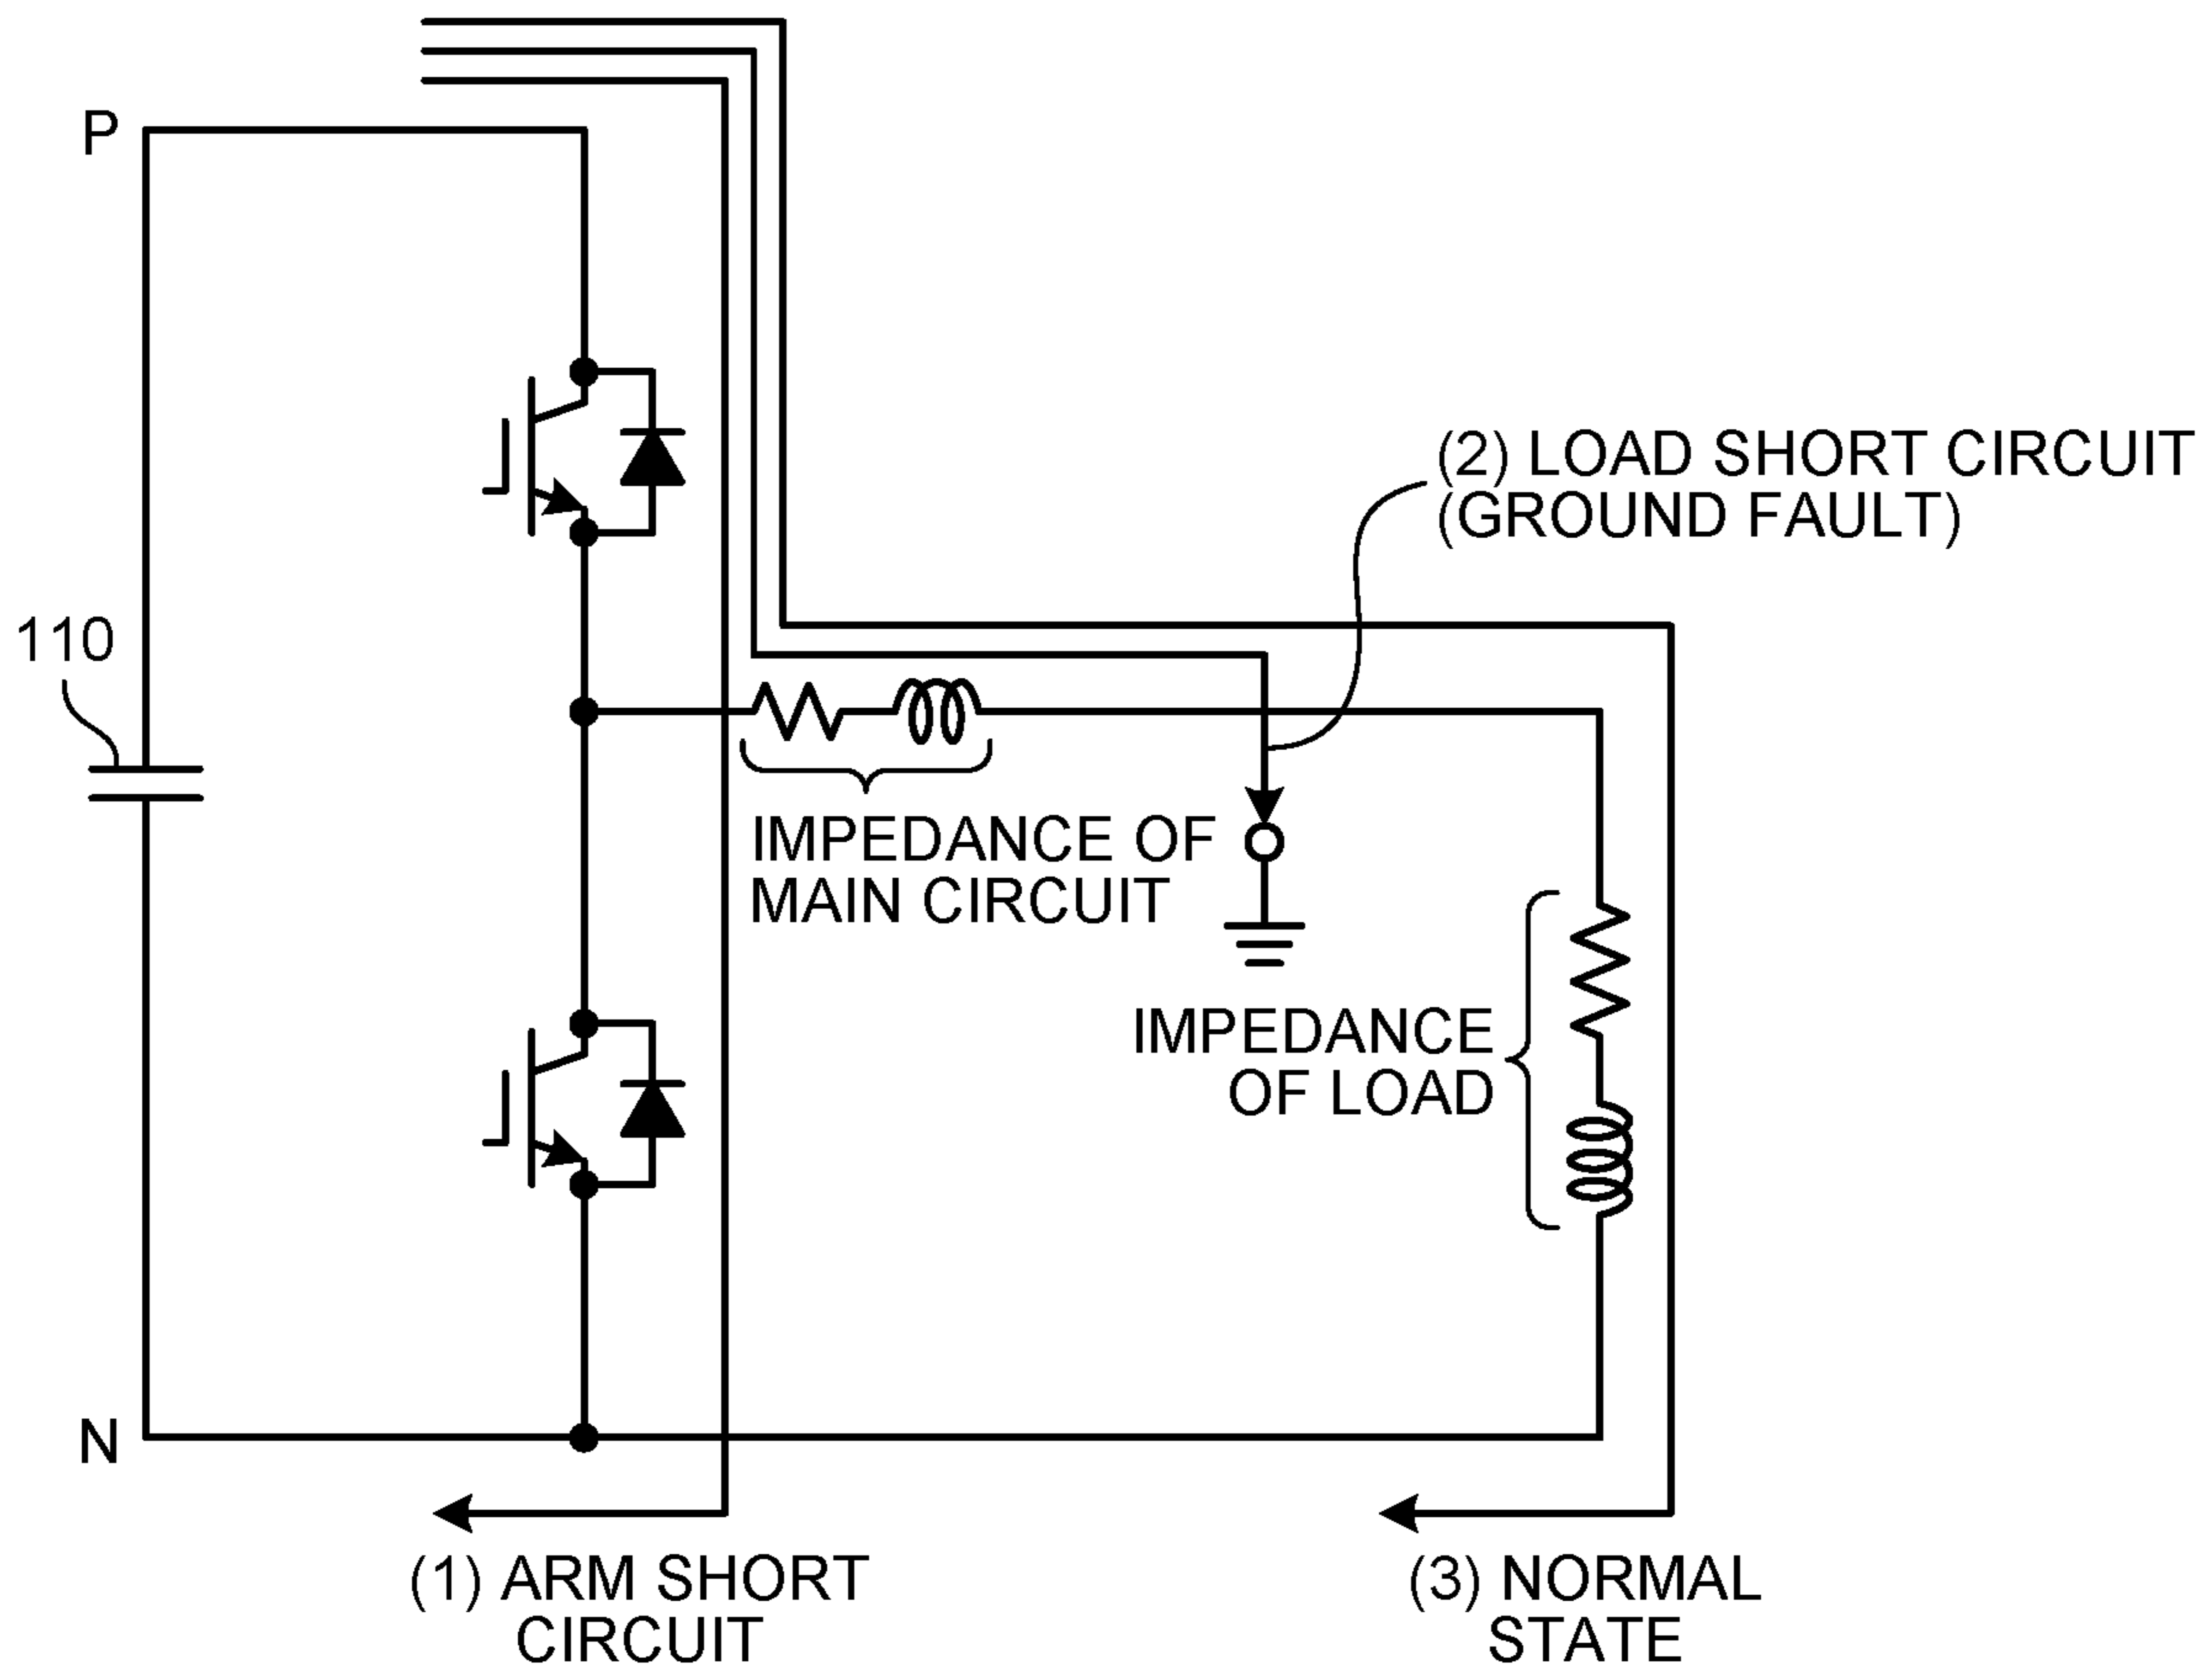 P
(2) LOAD SHORT CIRCUIT
(GROUND FAULT)
110
IMPEDANCE OF
MAIN CIRCUIT
IMPEDANCE
OF LOAD
N
(1) ARM SHORT
CIRCUIT
(3) NORMAL
STATE